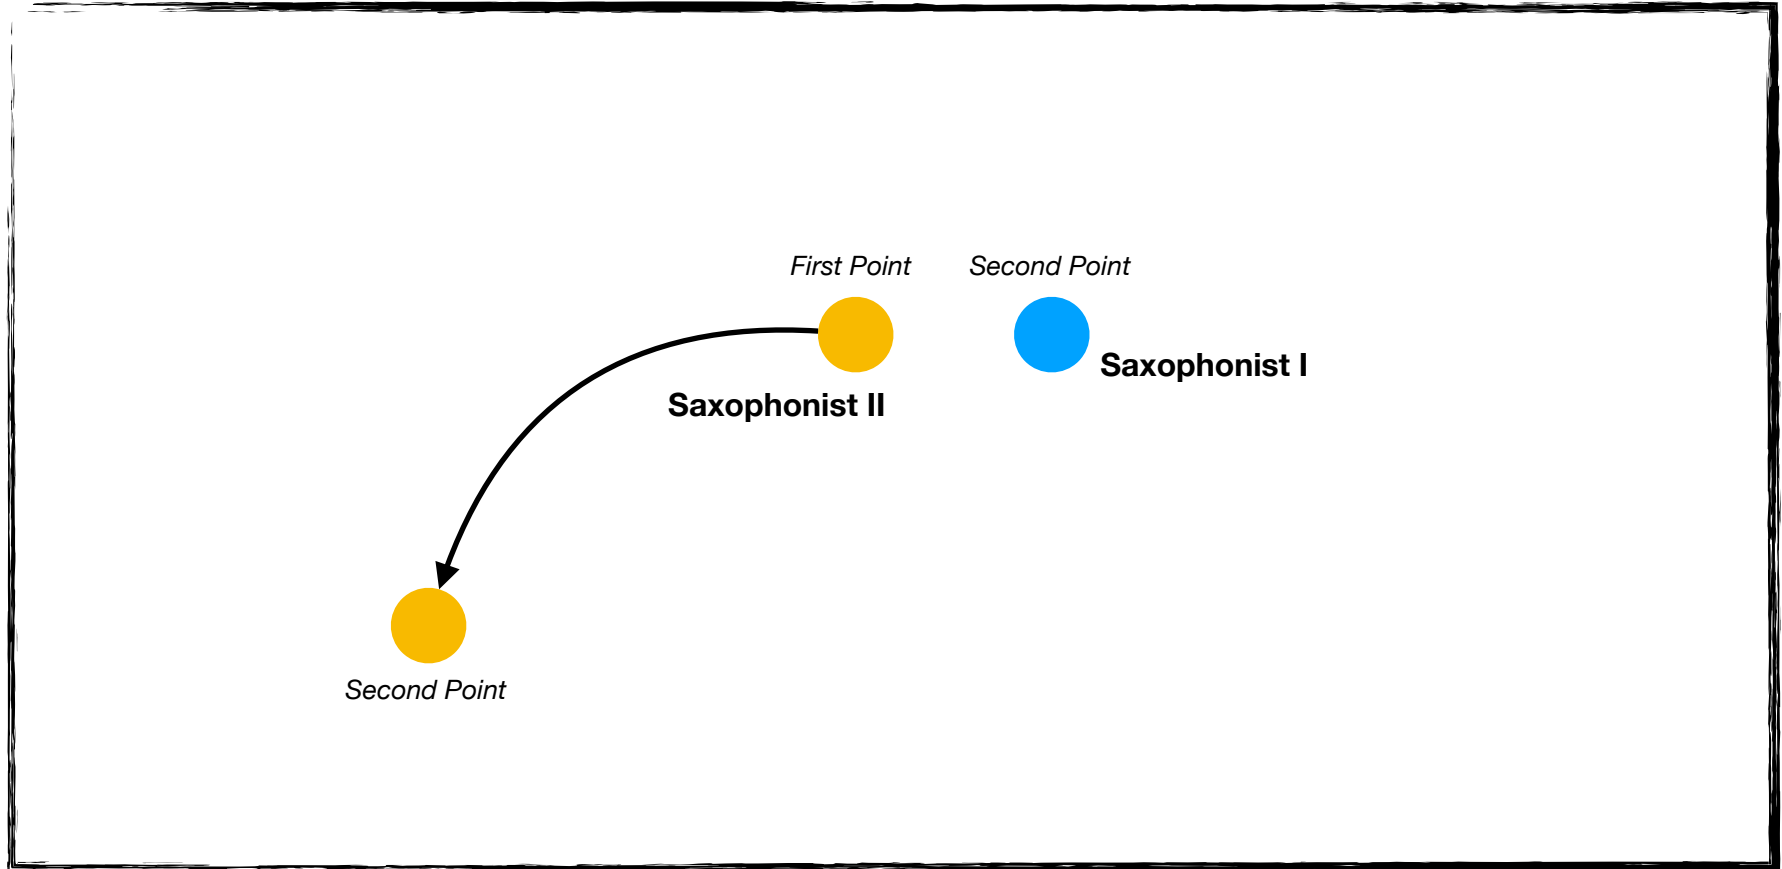 First Point
Second Point
Saxophonist I
Saxophonist II
Second Point